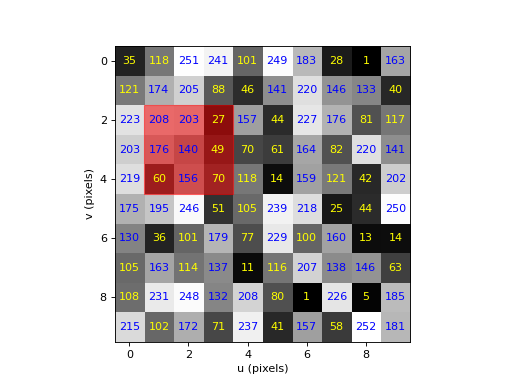 0 35 118 251 241 101 249 183 28 1 163
121 174 205 88 46 141 220 146 133 40
2 223 208 203 27 157 44 227 176 81 117
203 176 140 49 70 61 164 82 220 141
4 219 60 156 70 118 14 159 121 42 202
175 195 246 51 105 239 218 25 44 250
6 130 36 101 179 77 229 100 160 13 14
105 163 114 137 11 116 207 138 146 63
8 108 231 248 132 208 80 1 226 5 185
215 102 172 71 237 41 157 58 252 181
0 2 4 6 8
u (pixels)
v (pixels)